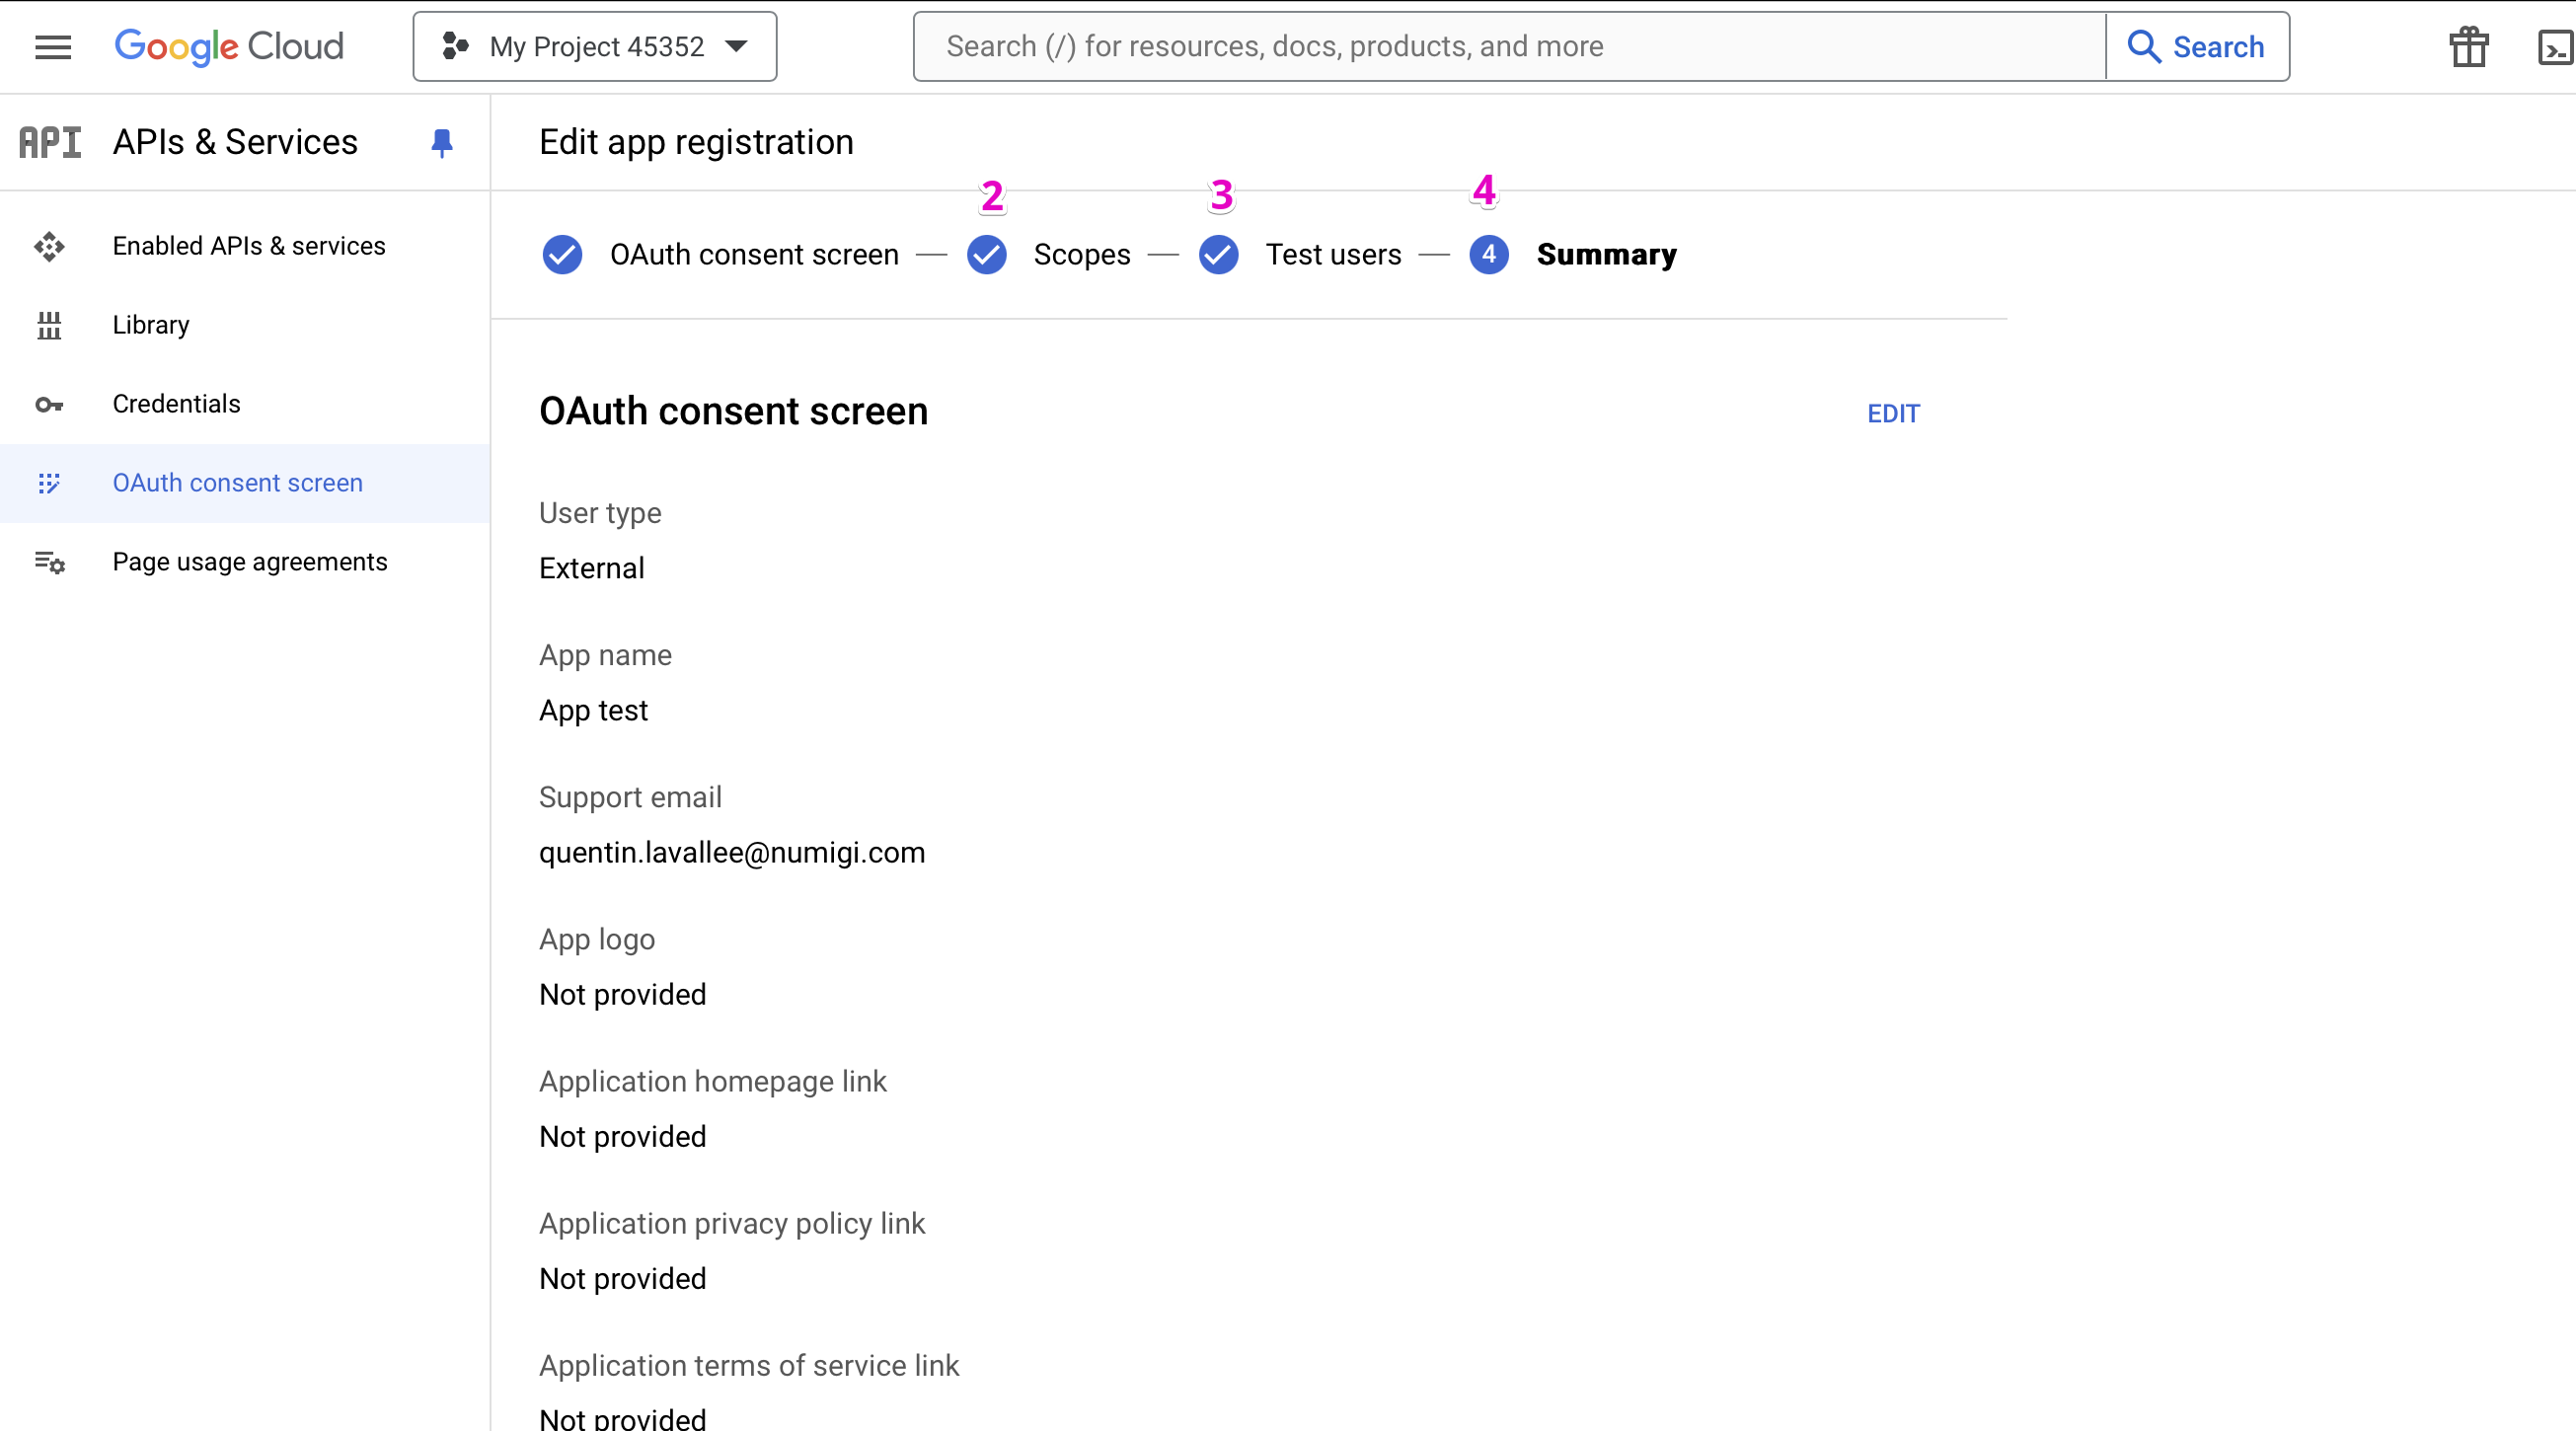 Google Cloud
My Project 45352
Search (/) for resources, docs, products, and more
Search
API APIs & Services
Edit app registration
2 3 4
OAuth consent screen — Scopes — Test users — 4 Summary
Enabled APIs & services
Library
Credentials
OAuth consent screen
Page usage agreements
OAuth consent screen
EDIT
User type
External
App name
App test
Support email
quentin.lavallee@numigi.com
App logo
Not provided
Application homepage link
Not provided
Application privacy policy link
Not provided
Application terms of service link
Not provided